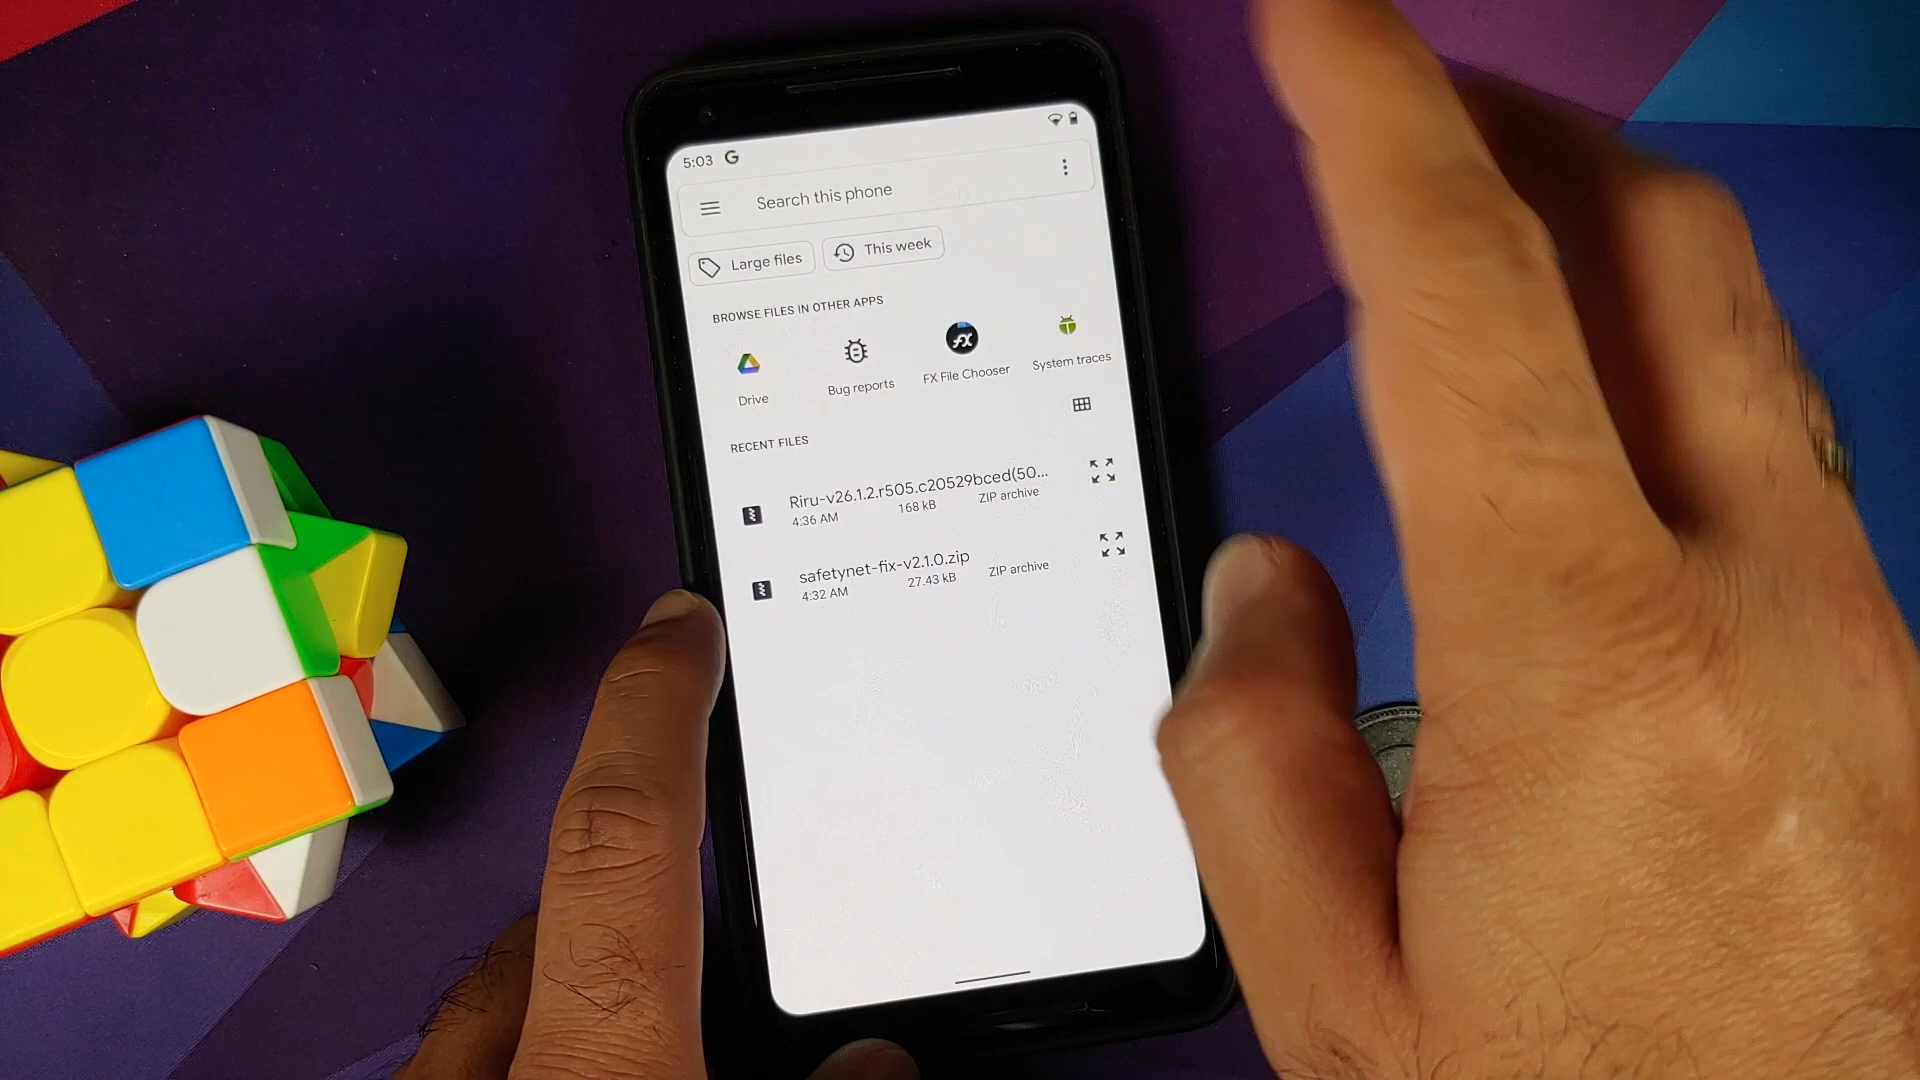 5:03 G
Search this phone
Large files This week
BROWSE FILES IN OTHER APPS
Drive Bug reports FX File Chooser System traces
RECENT FILES
Riru-v26.1.2.r505.c20529bced(50...
4:36 AM 168 kB ZIP archive
safetynet-fix-v2.1.0.zip
4:32 AM 27.43 kB ZIP archive